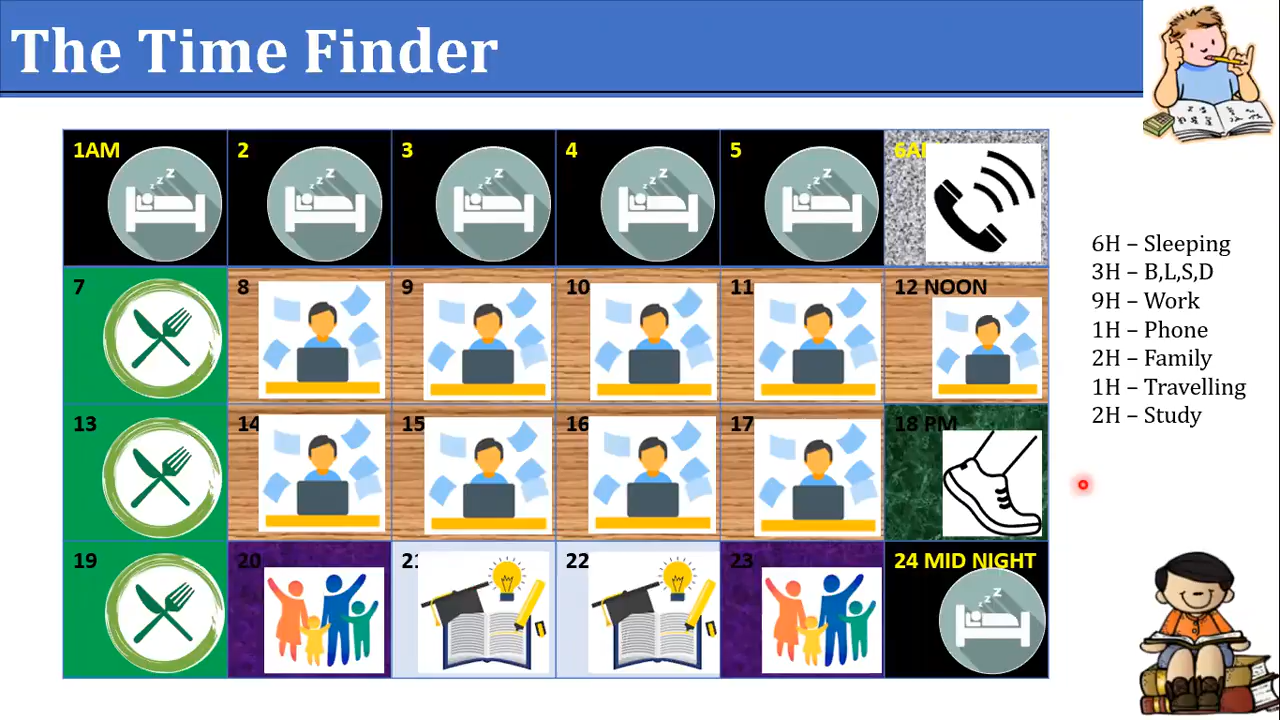 The Time Finder
1AM 2 3 4 5 6AM
7 8 9 10 11 12 NOON
13 14 15 16 17 18 PM
19 20 21 22 23 24 MID NIGHT
6H – Sleeping
3H – B,L,S,D
9H – Work
1H – Phone
2H – Family
1H – Travelling
2H – Study